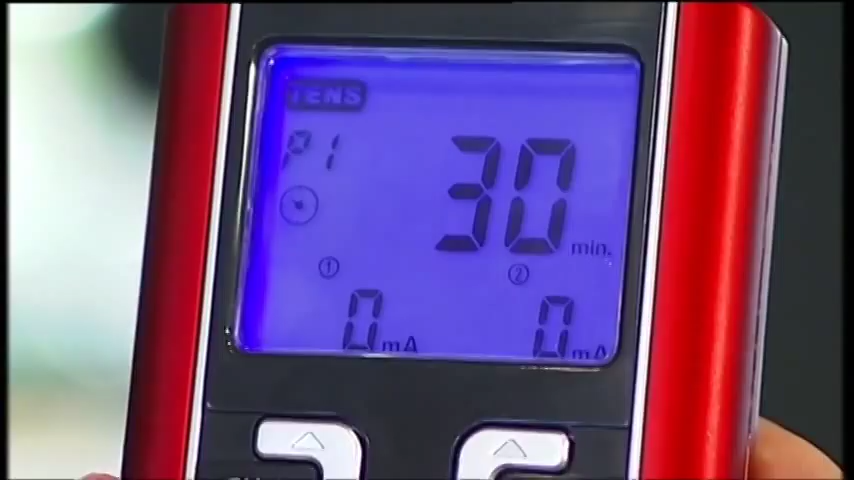 TENS
P1
30 min.
① ②
0mA 0mA